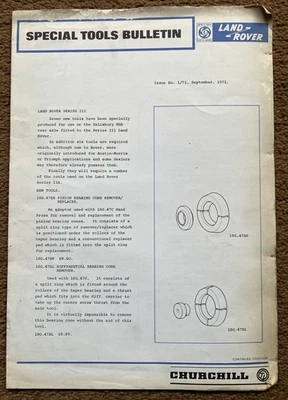 SPECIAL TOOLS BULLETIN
LAND-
-ROVER
Issue No. 1/71. September, 1971.
LAND ROVER SERIES III
Seven new tools have been specially
produced for use on the Salisbury
rear axle fitted to the Series III Land
Rover.
In addition six tools are required
which, although new to Rover, were
originally introduced for Austin-Morris
or Triumph applications and some dealers
may therefore already possess them.
Finally they will require a number
of the tools used on the Land Rover
Series IIA.
NEW TOOLS.
18G.47BK PINION BEARING CONE REMOVER/
REPLACER.
An adaptor used with 18G.47C Hand
Press for removal and replacement of the
pinion bearing cones. It consists of a
split ring type of remover/replacer which
is positioned under the rollers of the
taper bearing and a conventional replacer
pad which is fitted into the split ring
for replacement.
18G.47BK
18G.47BL DIFFERENTIAL BEARING CONE
REMOVER.
Used with 18G.47C. It consists of
a split ring which is fitted around the
rollers of the taper bearing and a thrust
pad which fits into the diff. carrier to
take up the centre screw thrust from the
main tool.
It is virtually impossible to remove
this bearing cone without the aid of this
tool.
18G.47BL
18G.47BK
18G.47BL
CONTINUED OVERLEAF
CHURCHILL